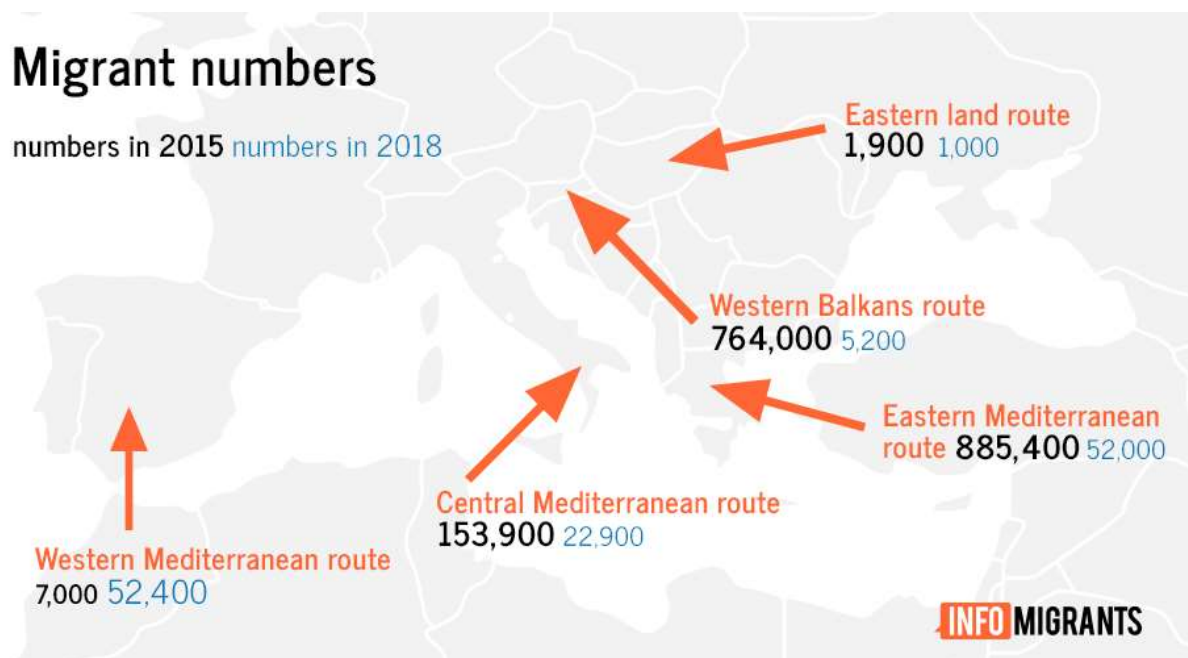 Migrant numbers
numbers in 2015 numbers in 2018
Eastern land route
1,900 1,000
Western Balkans route
764,000 5,200
Eastern Mediterranean
route 885,400 52,000
Central Mediterranean route
153,900 22,900
Western Mediterranean route
7,000 52,400
INFO MIGRANTS